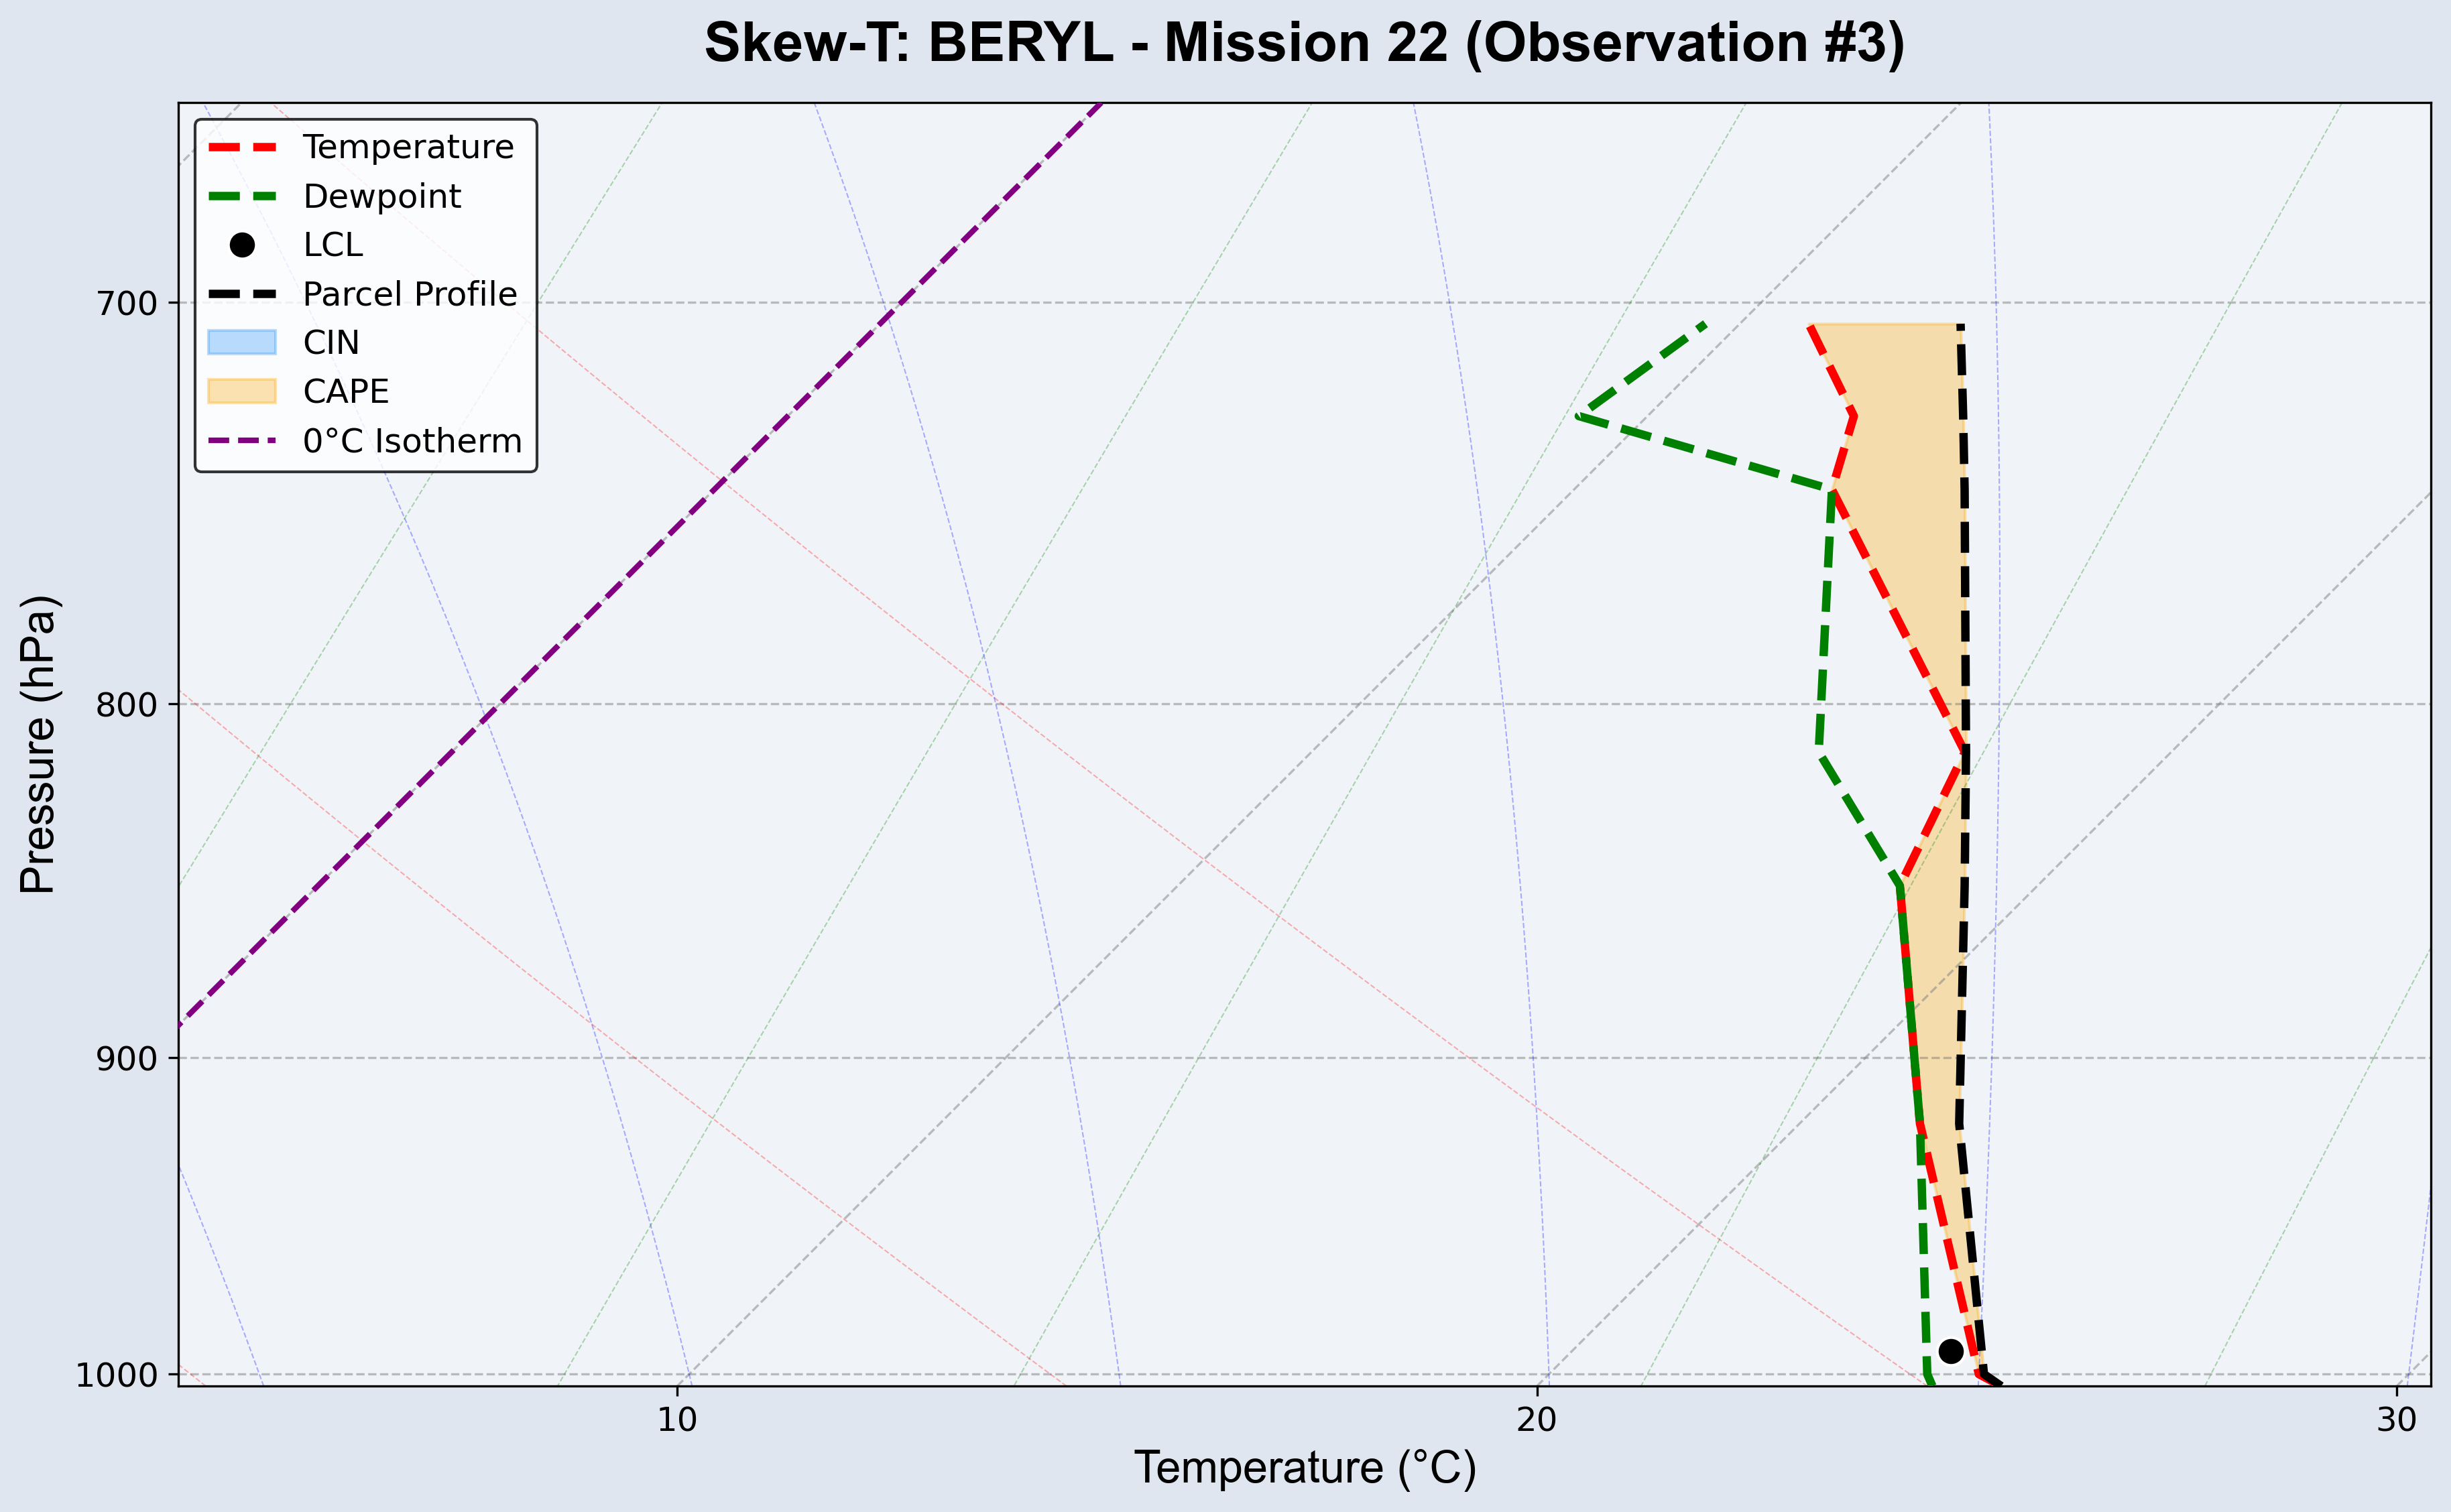 Skew-T: BERYL - Mission 22 (Observation #3)
Temperature
Dewpoint
LCL
Parcel Profile
CIN
CAPE
0°C Isotherm
Pressure (hPa)
700
800
900
1000
10
20
30
Temperature (°C)